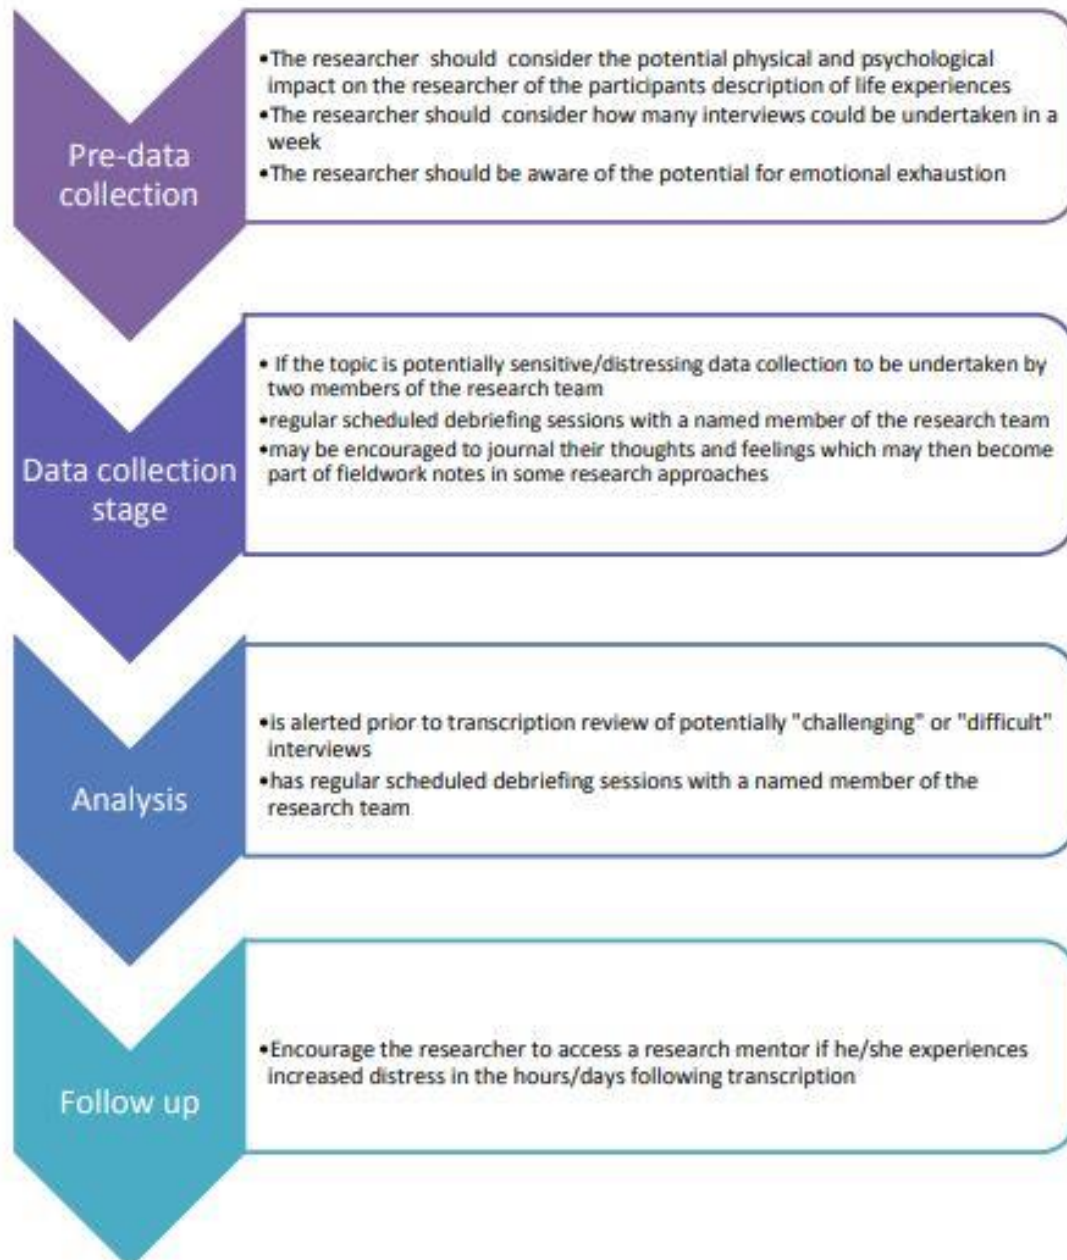 Pre-data
collection
•The researcher should consider the potential physical and psychological
impact on the researcher of the participants description of life experiences
•The researcher should consider how many interviews could be undertaken in a
week
•The researcher should be aware of the potential for emotional exhaustion
Data collection
stage
• If the topic is potentially sensitive/distressing data collection to be undertaken by
two members of the research team
•regular scheduled debriefing sessions with a named member of the research team
•may be encouraged to journal their thoughts and feelings which may then become
part of fieldwork notes in some research approaches
Analysis
•is alerted prior to transcription review of potentially "challenging" or "difficult"
interviews
•has regular scheduled debriefing sessions with a named member of the
research team
Follow up
•Encourage the researcher to access a research mentor if he/she experiences
increased distress in the hours/days following transcription